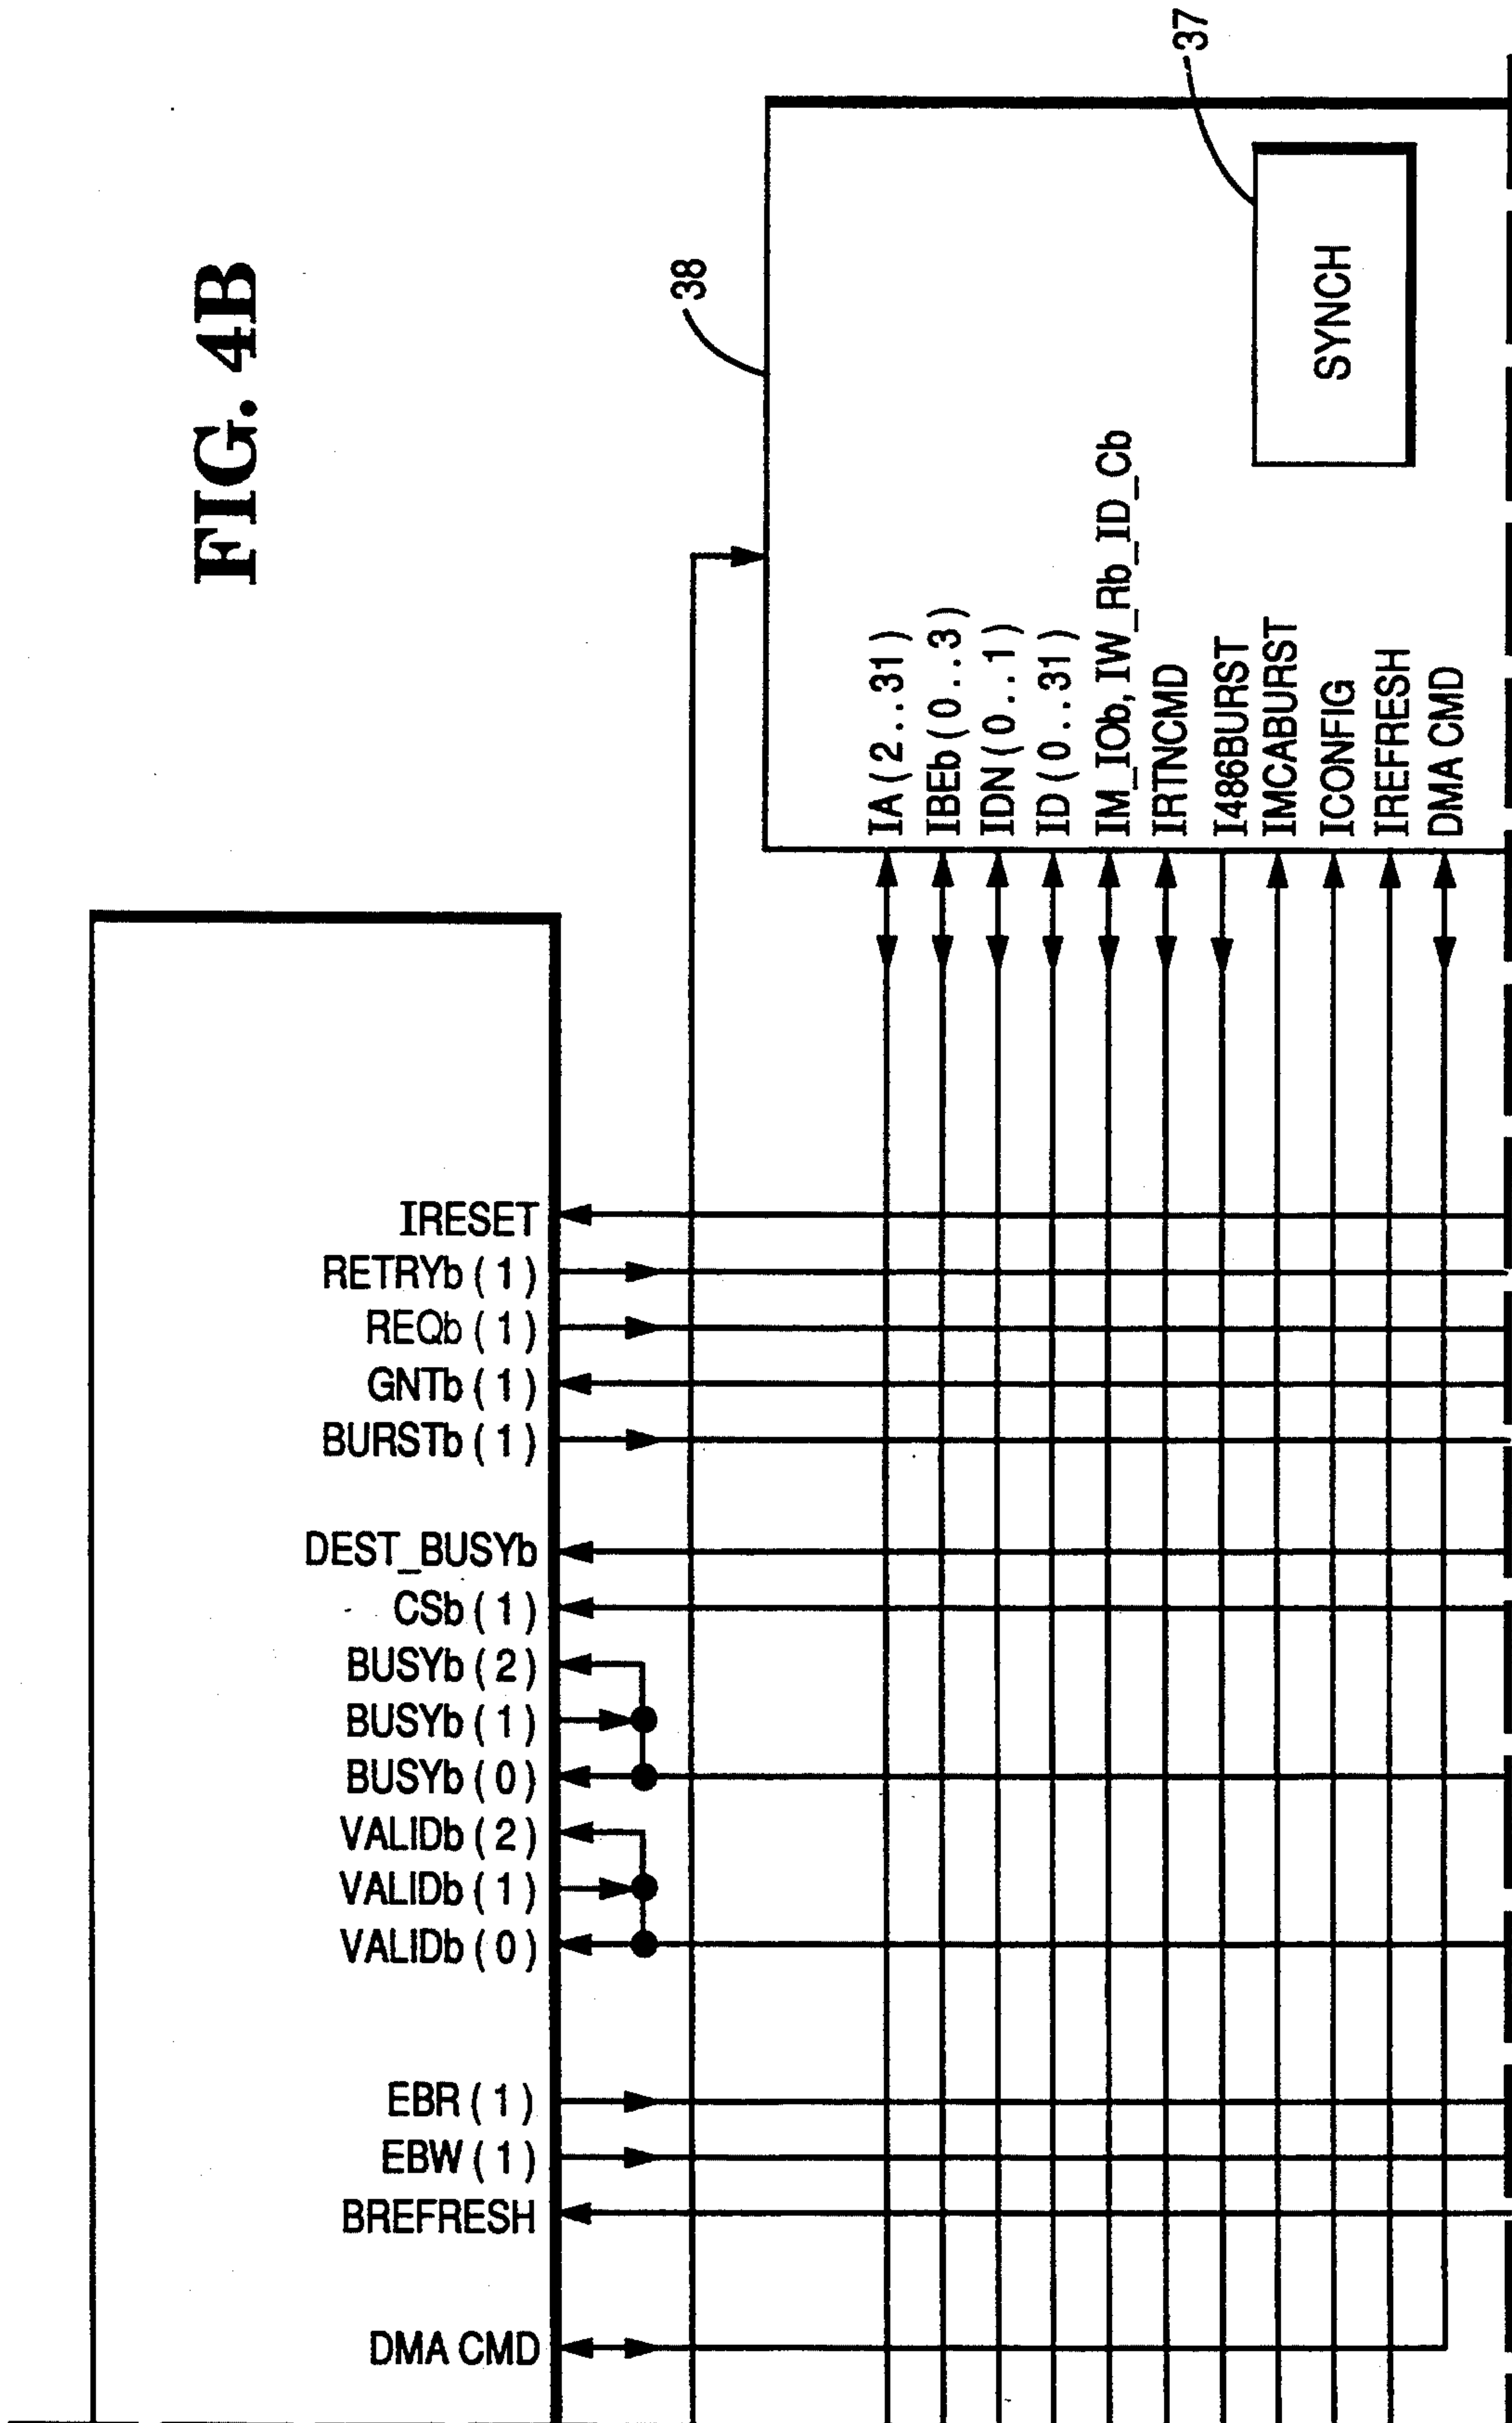 FIG. 4B
IRESET
RETRYb ( 1 )
REQb ( 1 )
GNTb ( 1 )
BURSTb ( 1 )
DEST_BUSYb
CSb ( 1 )
BUSYb ( 2 )
BUSYb ( 1 )
BUSYb ( 0 )
VALIDb ( 2 )
VALIDb ( 1 )
VALIDb ( 0 )
EBR ( 1 )
EBW ( 1 )
BREFRESH
DMA CMD
38
IA ( 2 . . 31 )
IBEb ( 0 . . 3 )
IDN ( 0 . . 1 )
ID ( 0 . . 31 )
IM_IOb, IW_Rb_ID_Cb
IRTNCMD
I486BURST
IMCABURST
ICONFIG
IREFRESH
DMA CMD
37
SYNCH